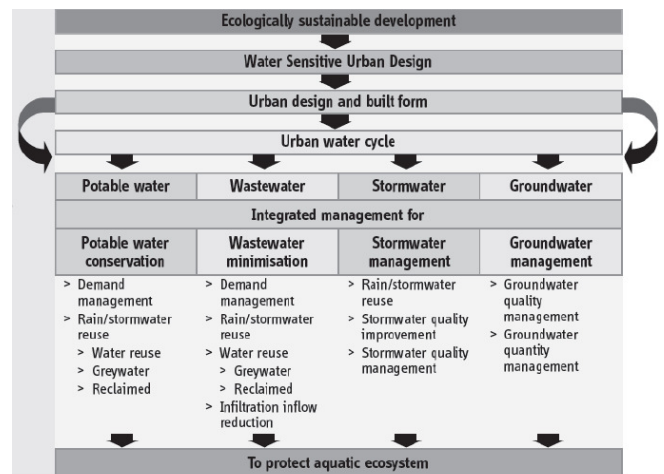 Ecologically sustainable development
Water Sensitive Urban Design
Urban design and built form
Urban water cycle
Potable water
Wastewater
Stormwater
Groundwater
Integrated management for
Potable water
conservation
Wastewater
minimisation
Stormwater
management
Groundwater
management
> Demand
management
> Rain/stormwater
reuse
> Water reuse
> Greywater
> Reclaimed
> Demand
management
> Rain/stormwater
reuse
> Water reuse
> Greywater
> Reclaimed
> Infiltration inflow
reduction
> Rain/stormwater
reuse
> Stormwater quality
improvement
> Stormwater quality
management
> Groundwater
quality
management
> Groundwater
quantity
management
To protect aquatic ecosystem